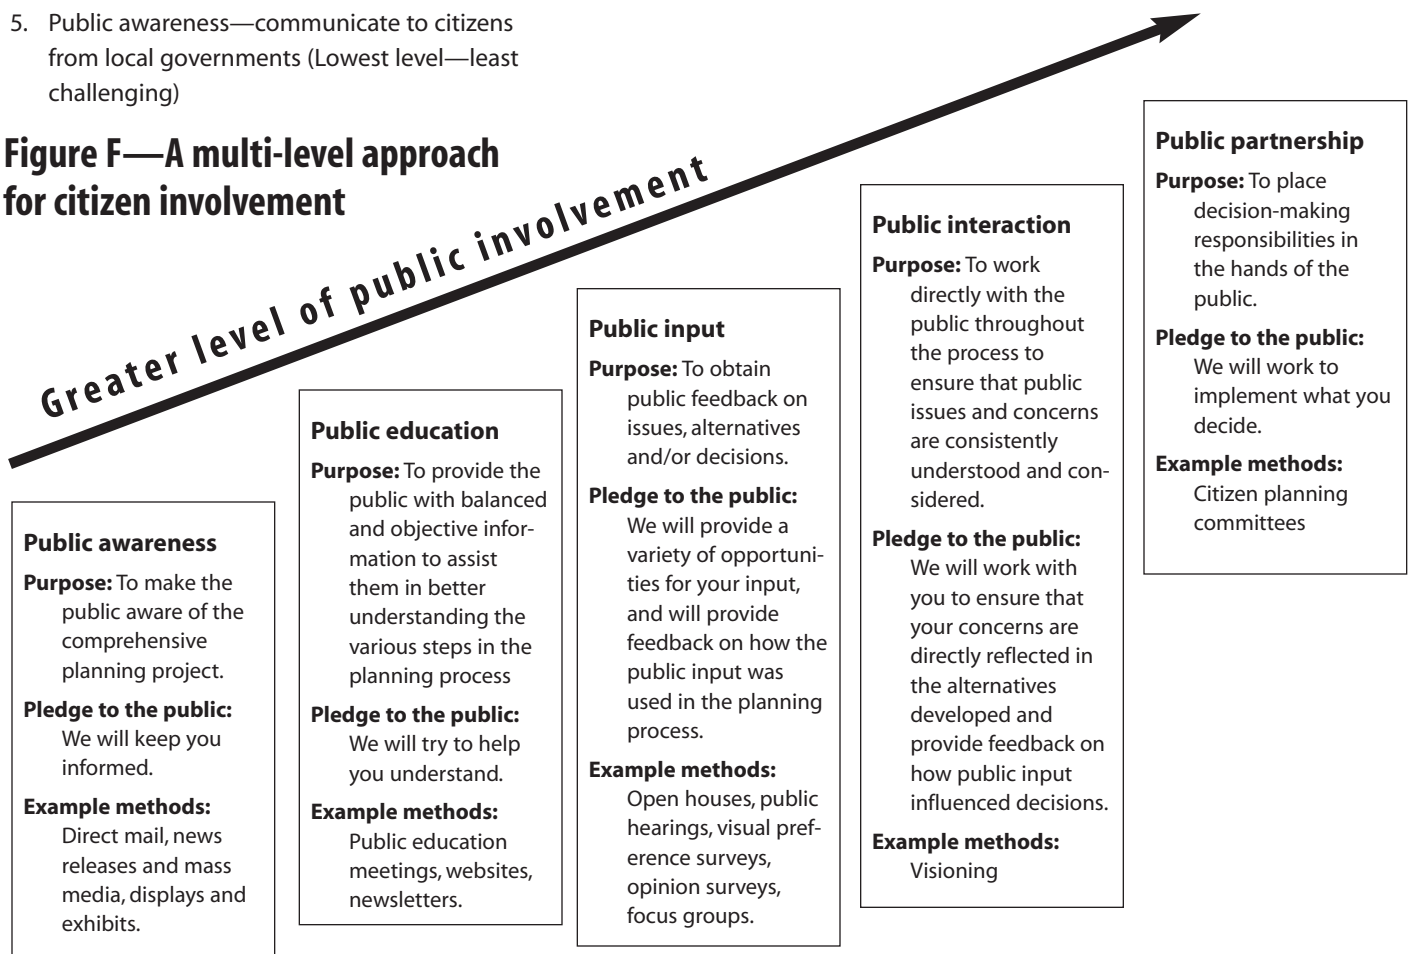 5. Public awareness—communicate to citizens
from local governments (Lowest level—least
challenging)
Figure F—A multi-level approach
for citizen involvement
Greater level of public involvement
Public awareness
Purpose: To make the
public aware of the
comprehensive
planning project.
Pledge to the public:
We will keep you
informed.
Example methods:
Direct mail, news
releases and mass
media, displays and
exhibits.
Public education
Purpose: To provide the
public with balanced
and objective infor-
mation to assist
them in better
understanding the
various steps in the
planning process
Pledge to the public:
We will try to help
you understand.
Example methods:
Public education
meetings, websites,
newsletters.
Public input
Purpose: To obtain
public feedback on
issues, alternatives
and/or decisions.
Pledge to the public:
We will provide a
variety of opportuni-
ties for your input,
and will provide
feedback on how the
public input was
used in the planning
process.
Example methods:
Open houses, public
hearings, visual pref-
erence surveys,
opinion surveys,
focus groups.
Public interaction
Purpose: To work
directly with the
public throughout
the process to
ensure that public
issues and concerns
are consistently
understood and con-
sidered.
Pledge to the public:
We will work with
you to ensure that
your concerns are
directly reflected in
the alternatives
developed and
provide feedback on
how public input
influenced decisions.
Example methods:
Visioning
Public partnership
Purpose: To place
decision-making
responsibilities in
the hands of the
public.
Pledge to the public:
We will work to
implement what you
decide.
Example methods:
Citizen planning
committees